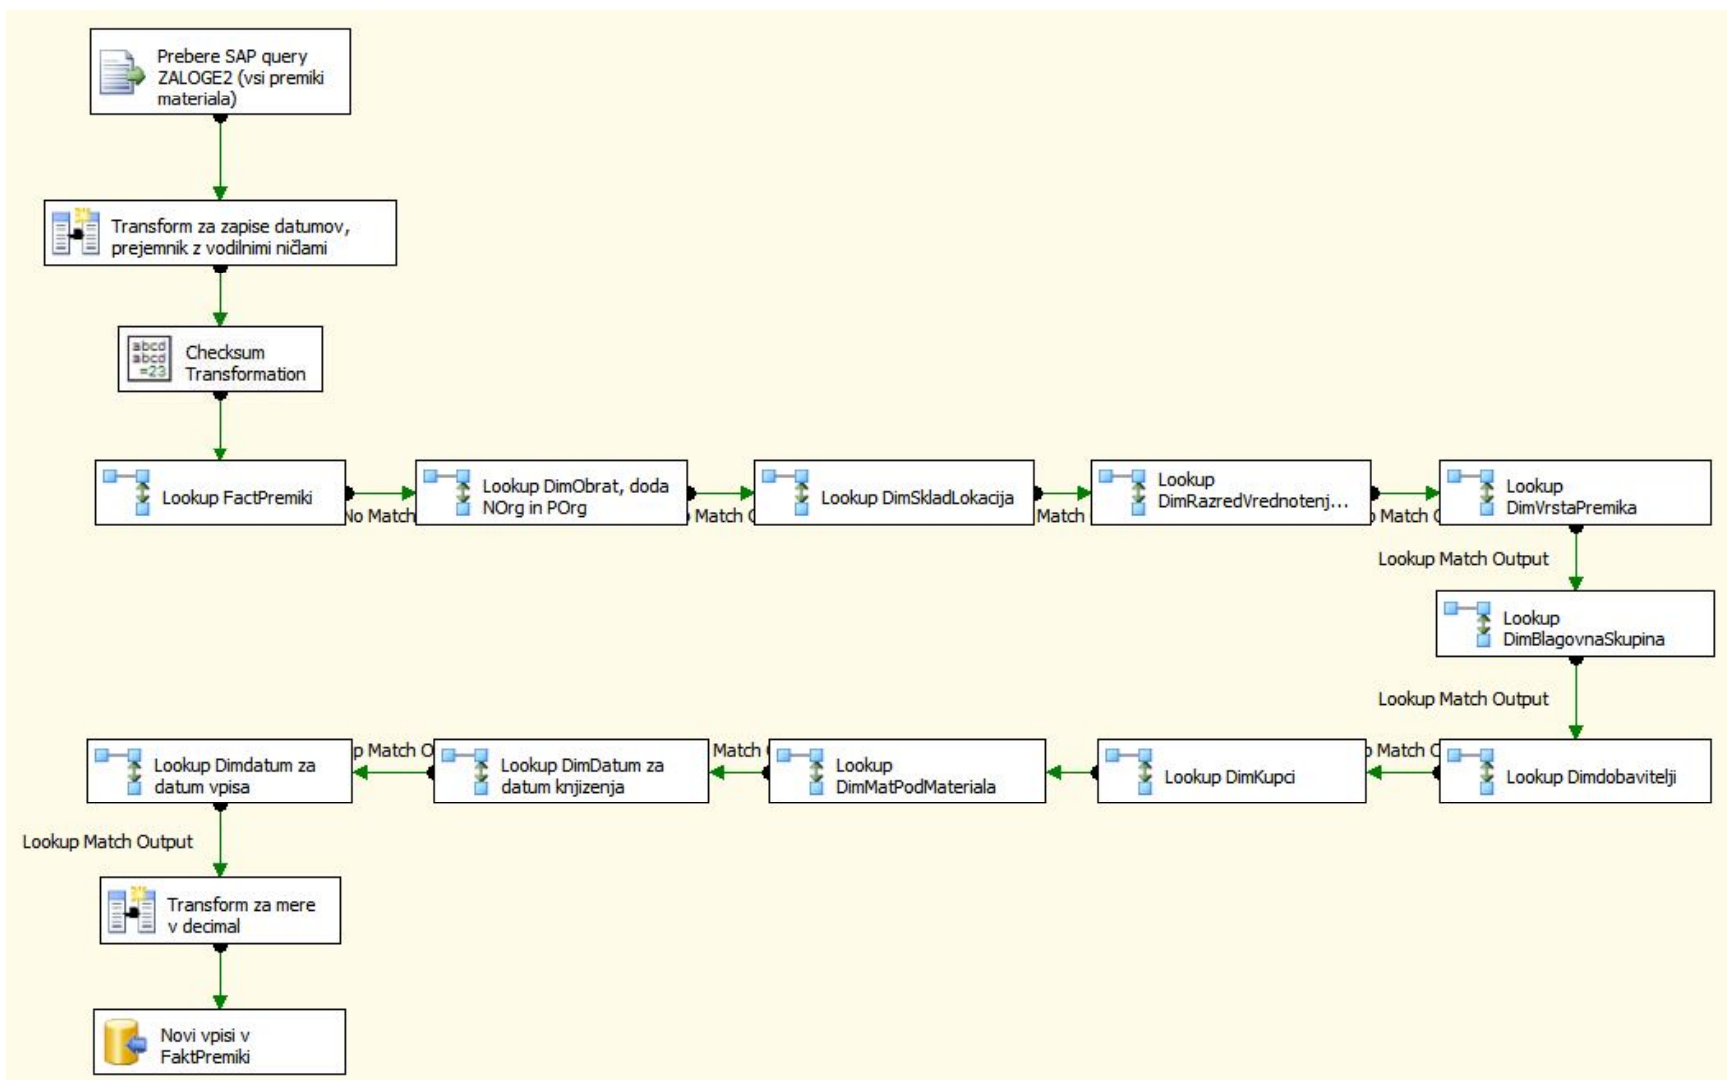 Prebere SAP query
ZALOGE2 (vsi premiki
materiala)
Transform za zapise datumov,
prejemnik z vodilnimi ničlami
abcd
abcd
=23
Checksum
Transformation
Lookup FactPremiki
No Match
Lookup DimObrat, doda
NOrg in POrg
Match
Lookup DimSkladLokacija
Match
Lookup
DimRazredVrednotenj...
Match
Lookup
DimVrstaPremika
Lookup Match Output
Lookup
DimBlagovnaSkupina
Lookup Match Output
Lookup Dimdobavitelji
Match
Lookup DimKupci
Lookup
DimMatPodMateriala
Match
Lookup DimDatum za
datum knjizenja
Match
Lookup Dimdatum za
datum vpisa
Lookup Match Output
Transform za mere
v decimal
Novi vpisi v
FaktPremiki